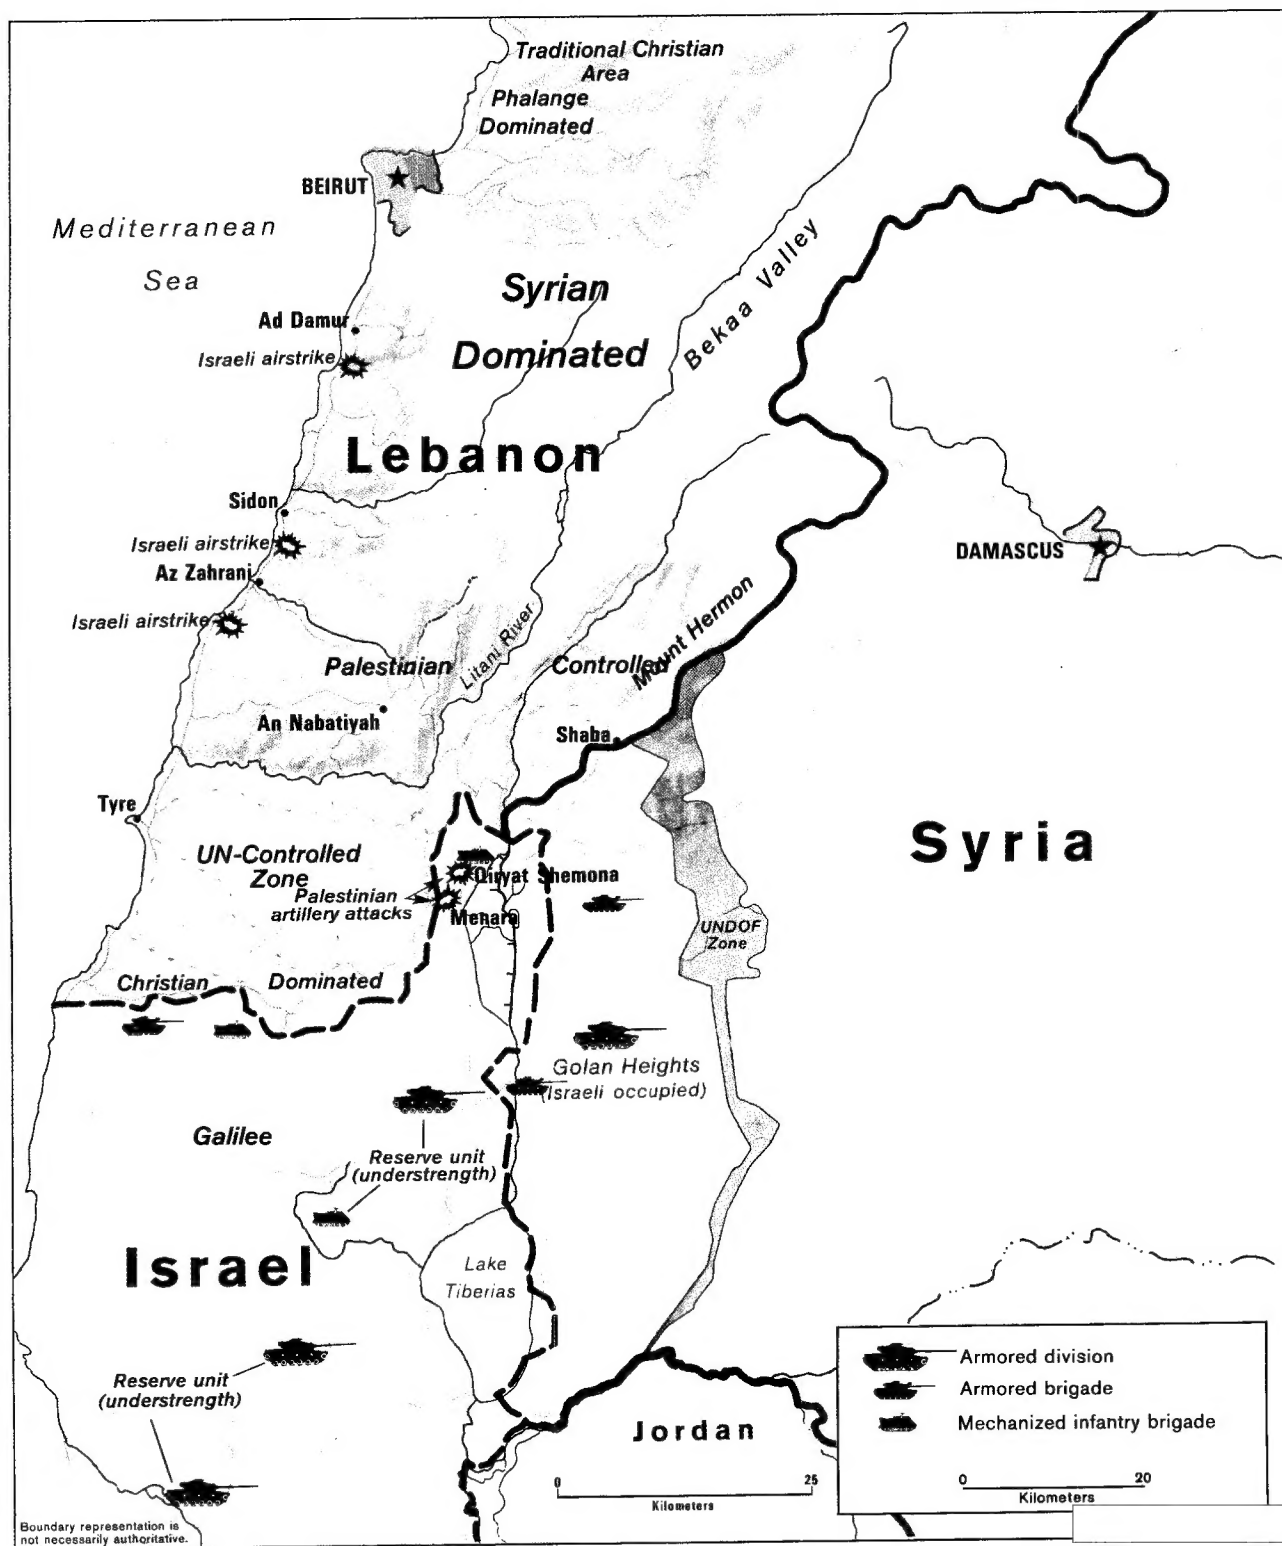 Traditional Christian
Area
Phalange
Dominated
BEIRUT
Mediterranean
Sea
Syrian
Dominated
Bekaa Valley
Ad Damur
Israeli airstrike
Lebanon
Sidon
Israeli airstrike
Az Zahrani
Israeli airstrike
DAMASCUS
Litani River
Mount Hermon
Palestinian
Controlled
An Nabatiyah
Shaba
Tyre
Syria
UN-Controlled
Zone
Qiryat Shemona
Palestinian
artillery attacks
Menara
UNDOF
Zone
Christian
Dominated
Golan Heights
(Israeli occupied)
Galilee
Reserve unit
(understrength)
Israel
Lake
Tiberias
Reserve unit
(understrength)
Jordan
Armored division
Armored brigade
Mechanized infantry brigade
0 25
Kilometers
0 20
Kilometers
Boundary representation is
not necessarily authoritative.